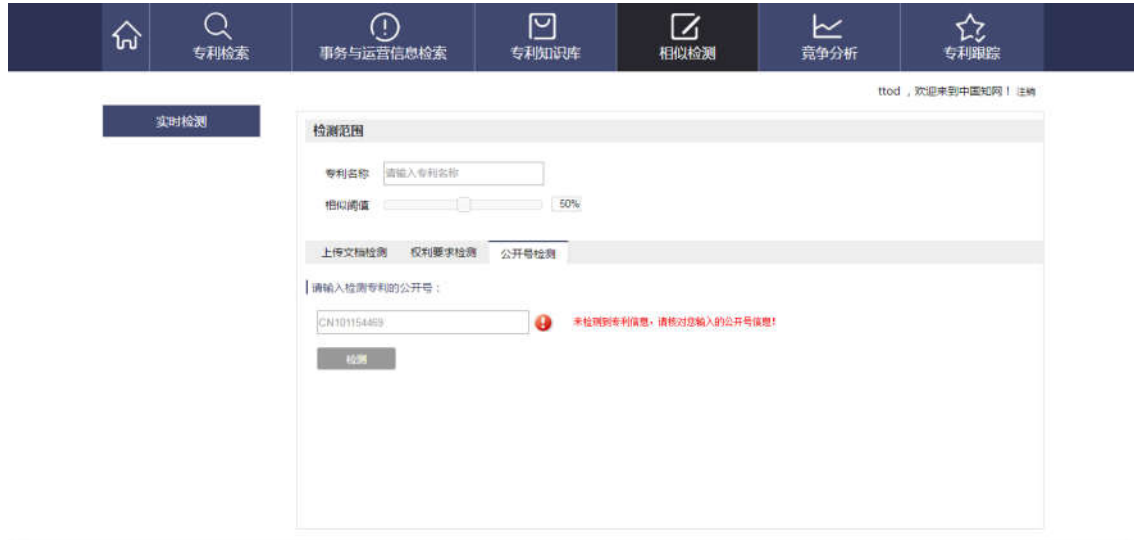 专利检索
事务与运营信息检索
专利知识库
相似检测
竞争分析
专利跟踪
ttod ，欢迎来到中国知网！ 注销
实时检测
检测范围
专利名称 请输入专利名称
相似阈值 50%
上传文档检测 权利要求检测 公开号检测
请输入检测专利的公开号：
CN101154469 未检测到专利信息，请核对您输入的公开号信息！
检测